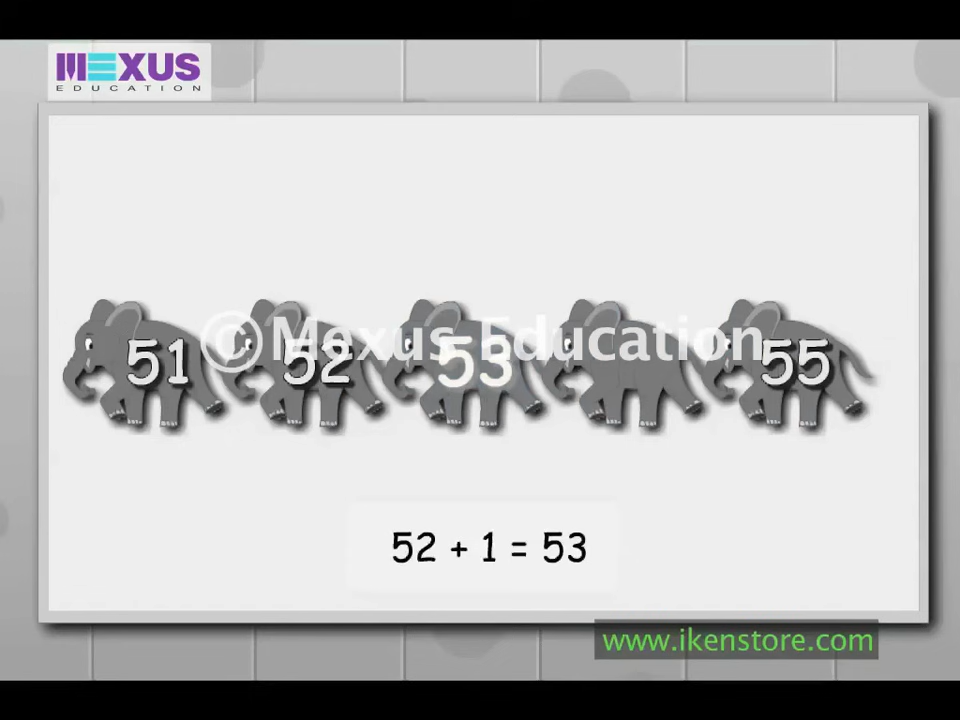 MEXUS
EDUCATION
© Mexus Education
51 52 53 55
52 + 1 = 53
www.ikenstore.com